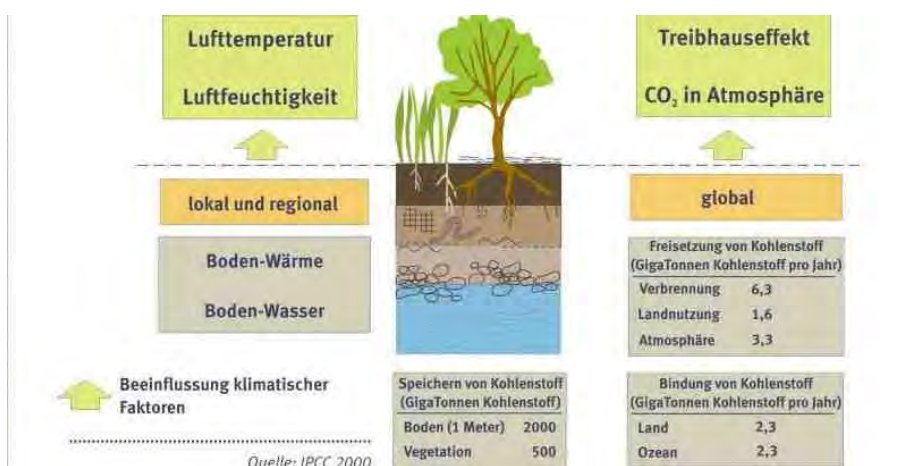 Lufttemperatur
Luftfeuchtigkeit
Treibhauseffekt
CO₂ in Atmosphäre
lokal und regional
global
Boden-Wärme
Boden-Wasser
Freisetzung von Kohlenstoff
(GigaTonnen Kohlenstoff pro Jahr)
Verbrennung 6,3
Landnutzung 1,6
Atmosphäre 3,3
Beeinflussung klimatischer
Faktoren
Quelle: IPCC 2000
Speichern von Kohlenstoff
(GigaTonnen Kohlenstoff)
Boden (1 Meter) 2000
Vegetation 500
Bindung von Kohlenstoff
(GigaTonnen Kohlenstoff pro Jahr)
Land 2,3
Ozean 2,3